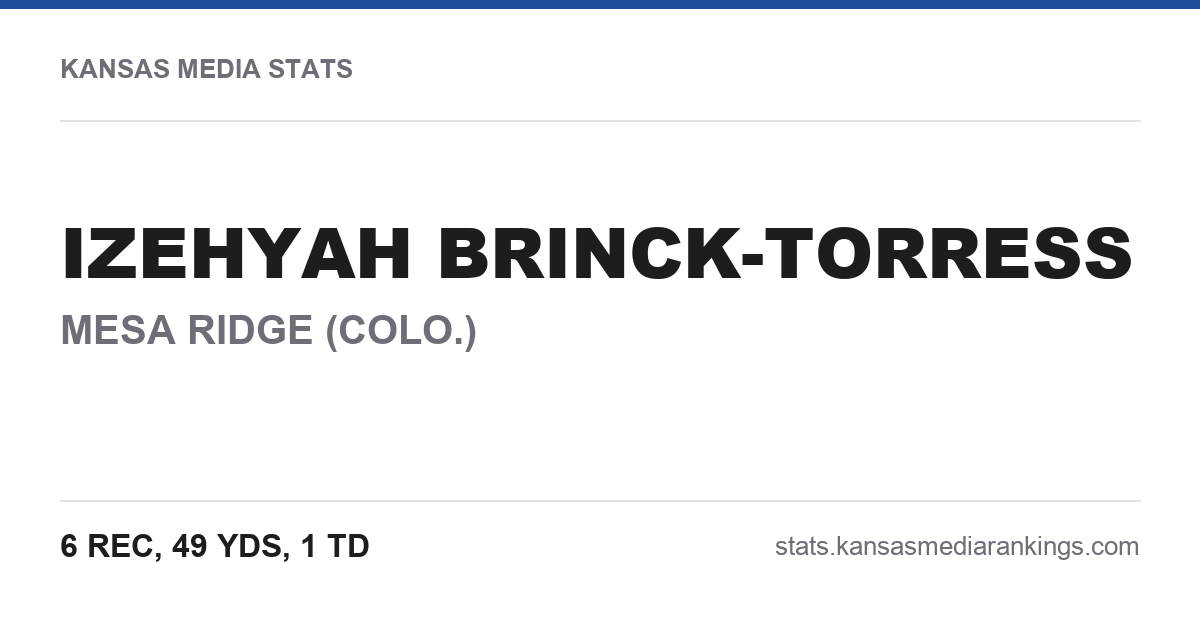 KANSAS MEDIA STATS
IZEHYAH BRINCK-TORRESS
MESA RIDGE (COLO.)
6 REC, 49 YDS, 1 TD
stats.kansasmediarankings.com